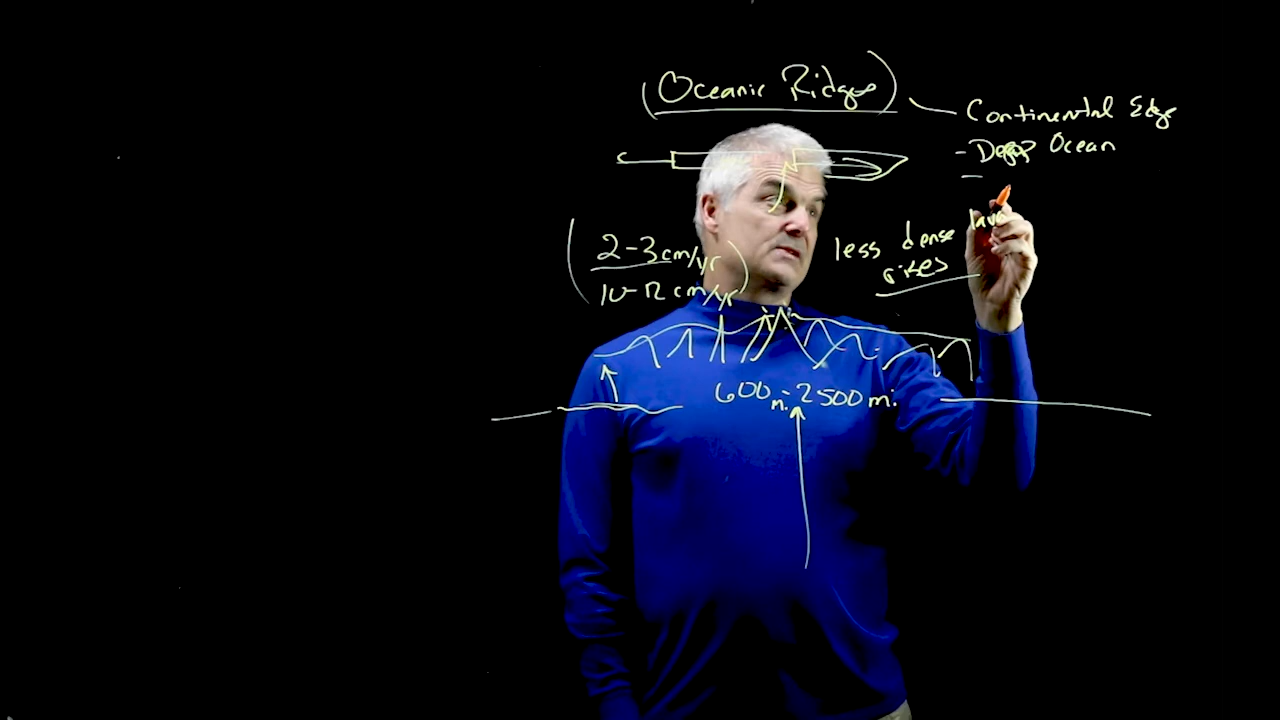 (Oceanic Ridges)
Continental Edge
- Deep Ocean
-
(2-3 cm/yr
10-12 cm/yr)
less dense lava
rises
600 mi - 2500 mi